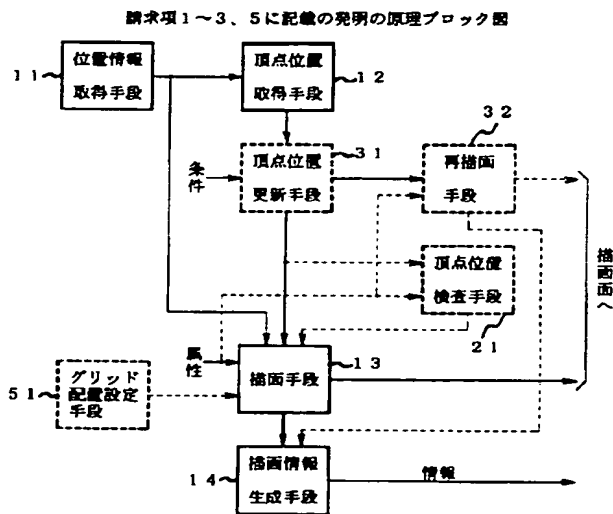 請求項1～3、5に記載の発明の原理ブロック図
11
位置情報
取得手段
頂点位置
取得手段
12
条件
頂点位置
更新手段
31
再描画
手段
32
頂点位置
検査手段
21
描画面へ
属性
描画手段
13
51
グリッド
配置設定
手段
14
描画情報
生成手段
情報